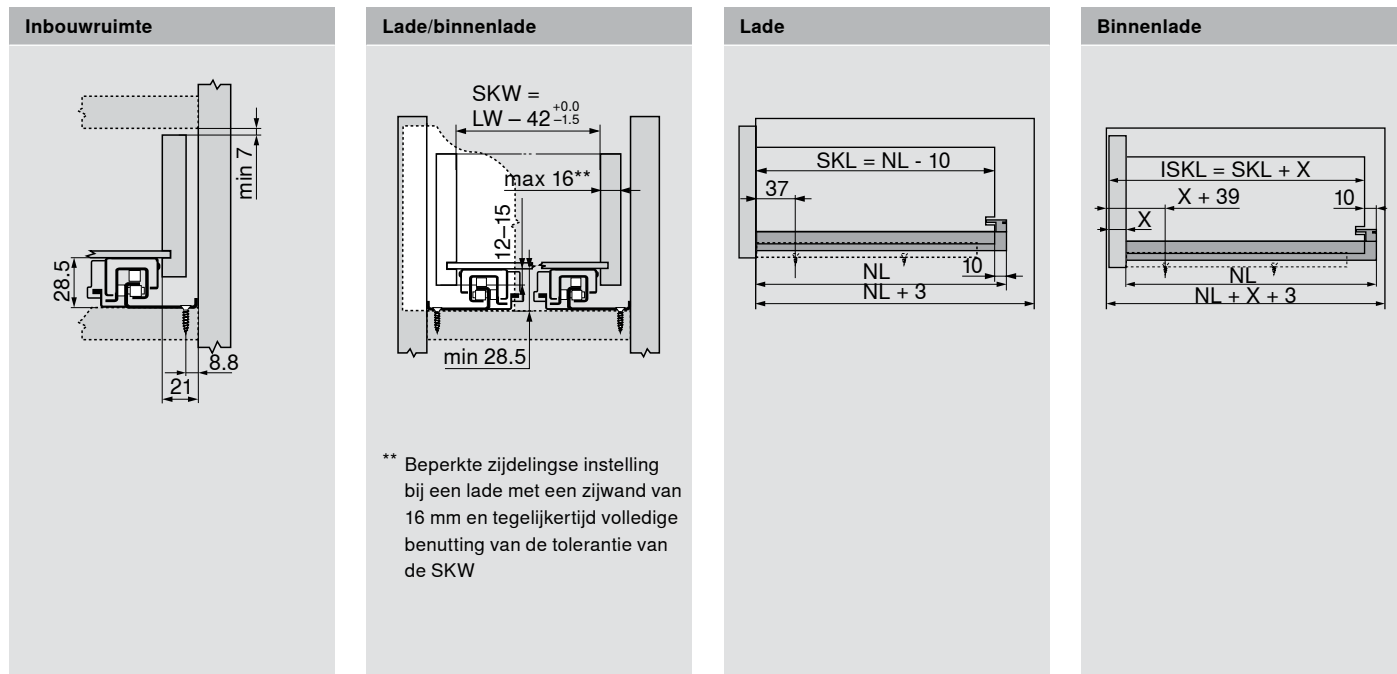 Inbouwruimte
min 7
28.5
8.8
21
Lade/binnenlade
SKW =
LW – 42 +0.0 –1.5
max 16**
12–15
min 28.5
** Beperkte zijdelingse instelling
bij een lade met een zijwand van
16 mm en tegelijkertijd volledige
benutting van de tolerantie van
de SKW
Lade
SKL = NL - 10
37
NL
10
NL + 3
Binnenlade
ISKL = SKL + X
X + 39
10
X
NL
NL + X + 3